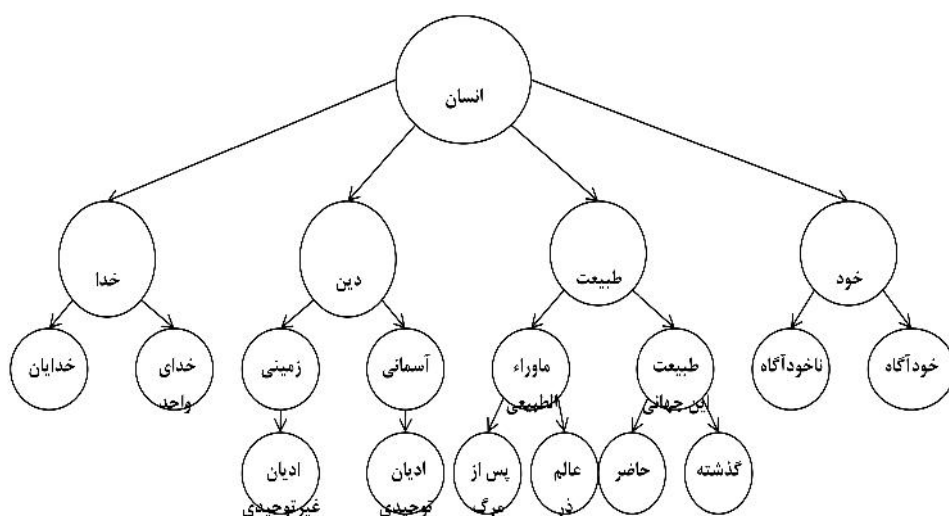 انسان
خود
طبیعت
دین
خدا
خودآگاه
ناخودآگاه
طبیعت
این جهانی
ماوراء
الطبیعی
آسمانی
زمینی
خدای
واحد
خدایان
گذشته
حاضر
عالم
ذر
پس از
مرگ
ادیان
توحیدی
ادیان
غیرتوحیدی